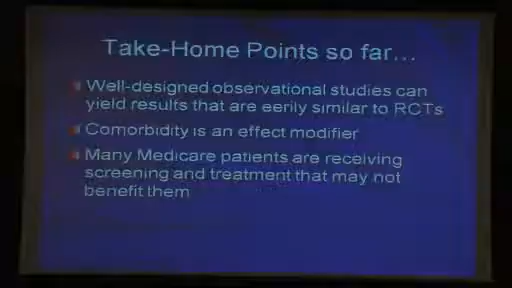 Take-Home Points so far...
Well-designed observational studies can
yield results that are eerily similar to RCTs
Comorbidity is an effect modifier
Many Medicare patients are receiving
screening and treatment that may not
benefit them